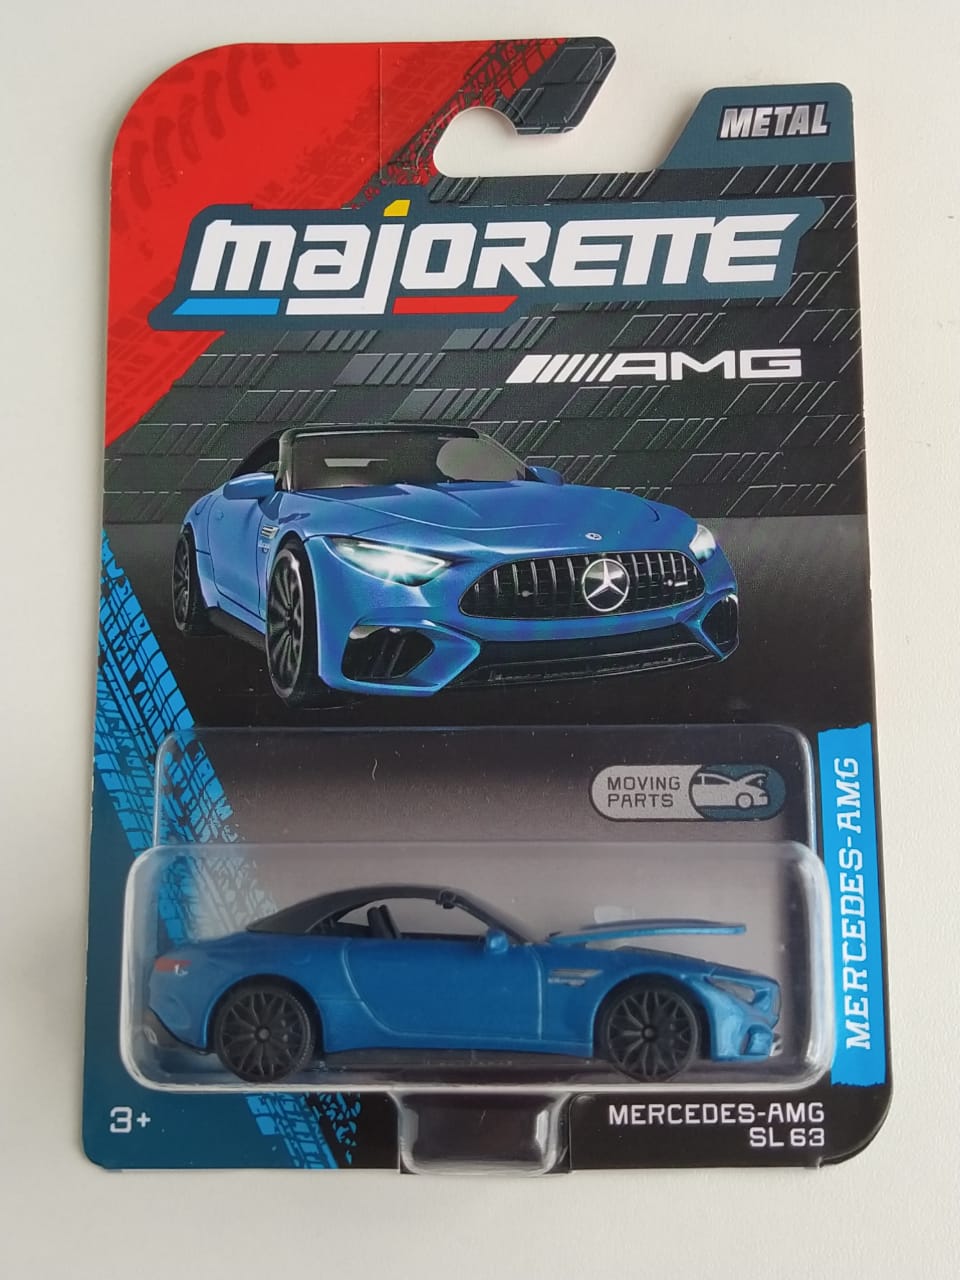 METAL
majorette
AMG
MOVING
PARTS
MERCEDES-AMG
3+
MERCEDES-AMG
SL 63